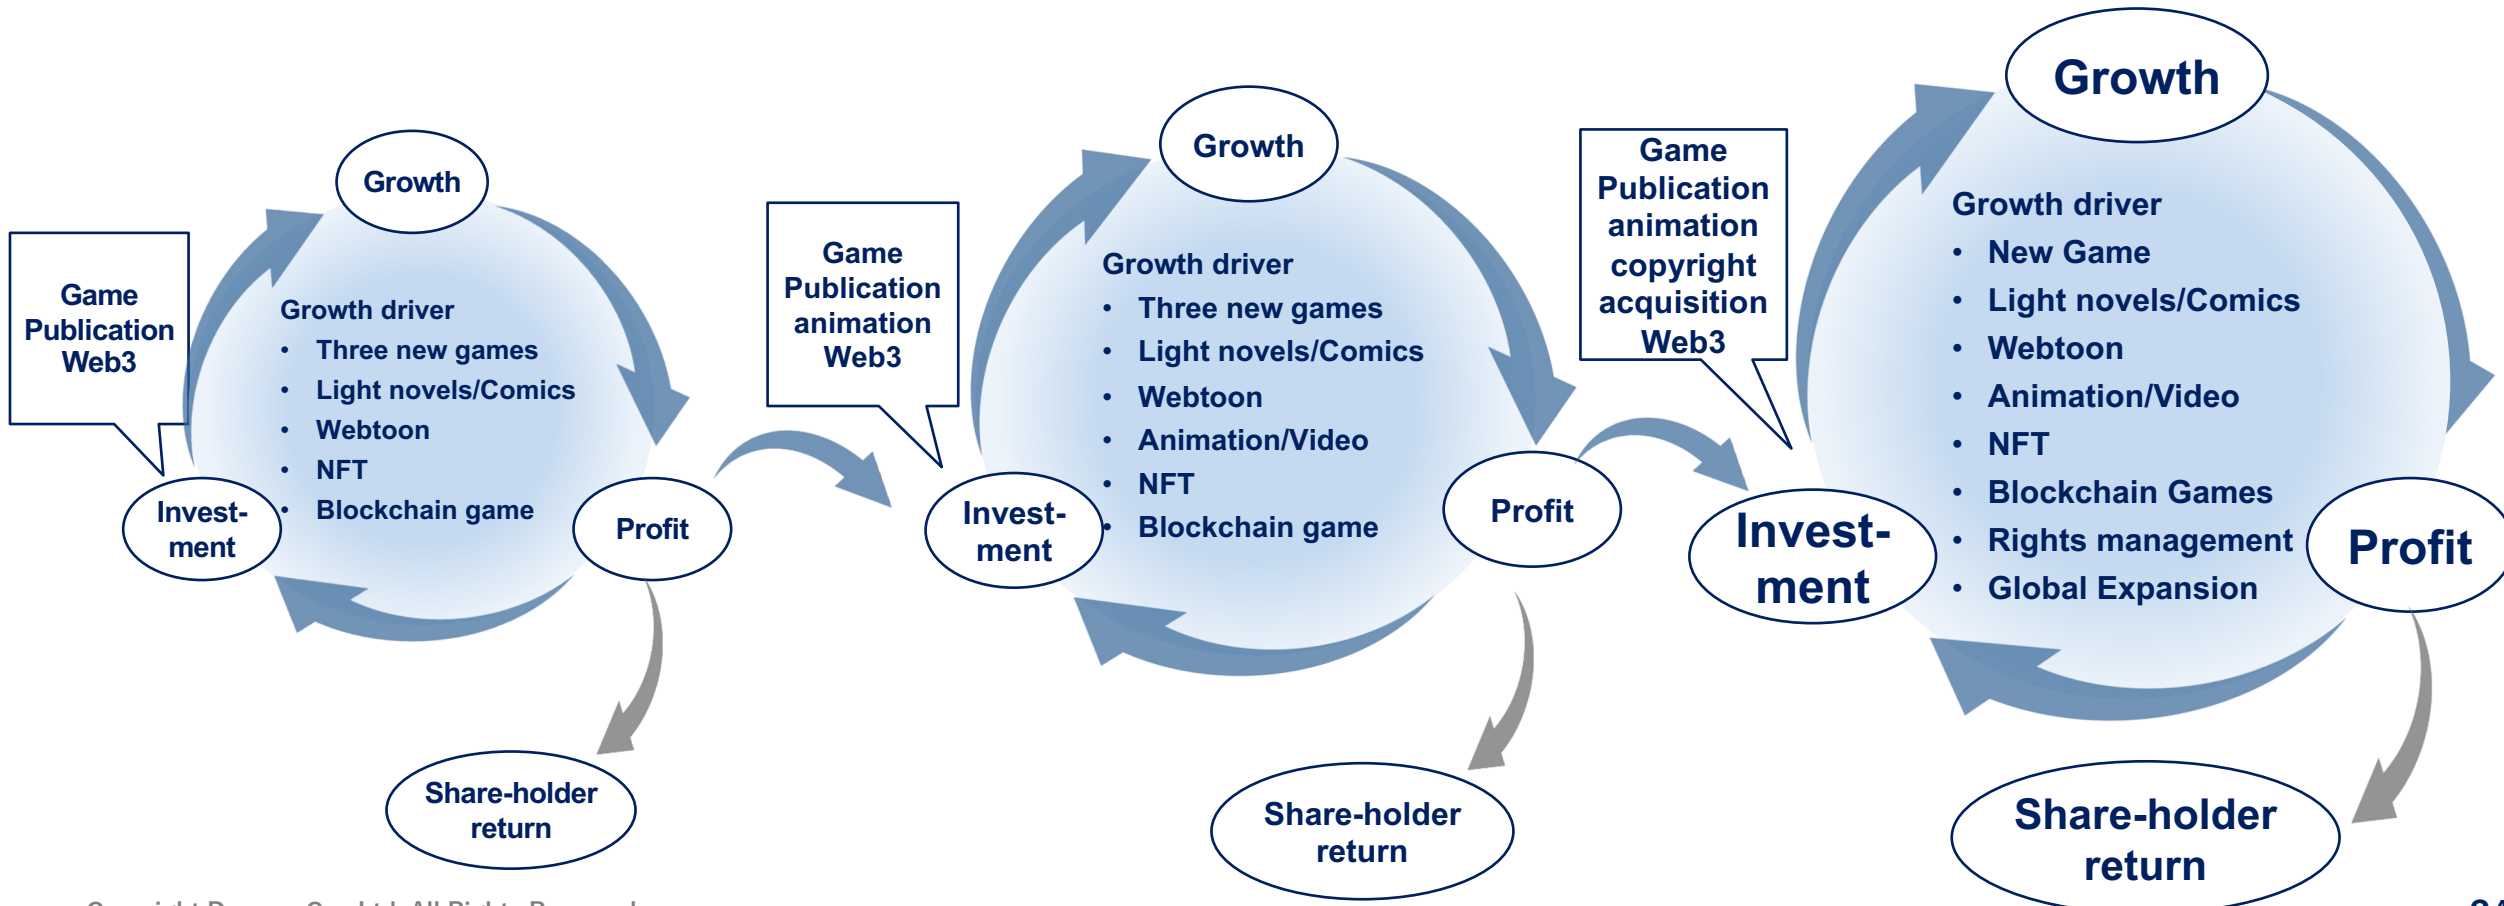 Growth
Game
Publication
Web3
Growth driver
• Three new games
• Light novels/Comics
• Webtoon
• NFT
• Blockchain game
Invest-
ment
Profit
Share-holder
return
Growth
Game
Publication
animation
Web3
Growth driver
• Three new games
• Light novels/Comics
• Webtoon
• Animation/Video
• NFT
• Blockchain game
Invest-
ment
Profit
Share-holder
return
Growth
Game
Publication
animation
copyright
acquisition
Web3
Growth driver
• New Game
• Light novels/Comics
• Webtoon
• Animation/Video
• NFT
• Blockchain Games
• Rights management
• Global Expansion
Invest-
ment
Profit
Share-holder
return